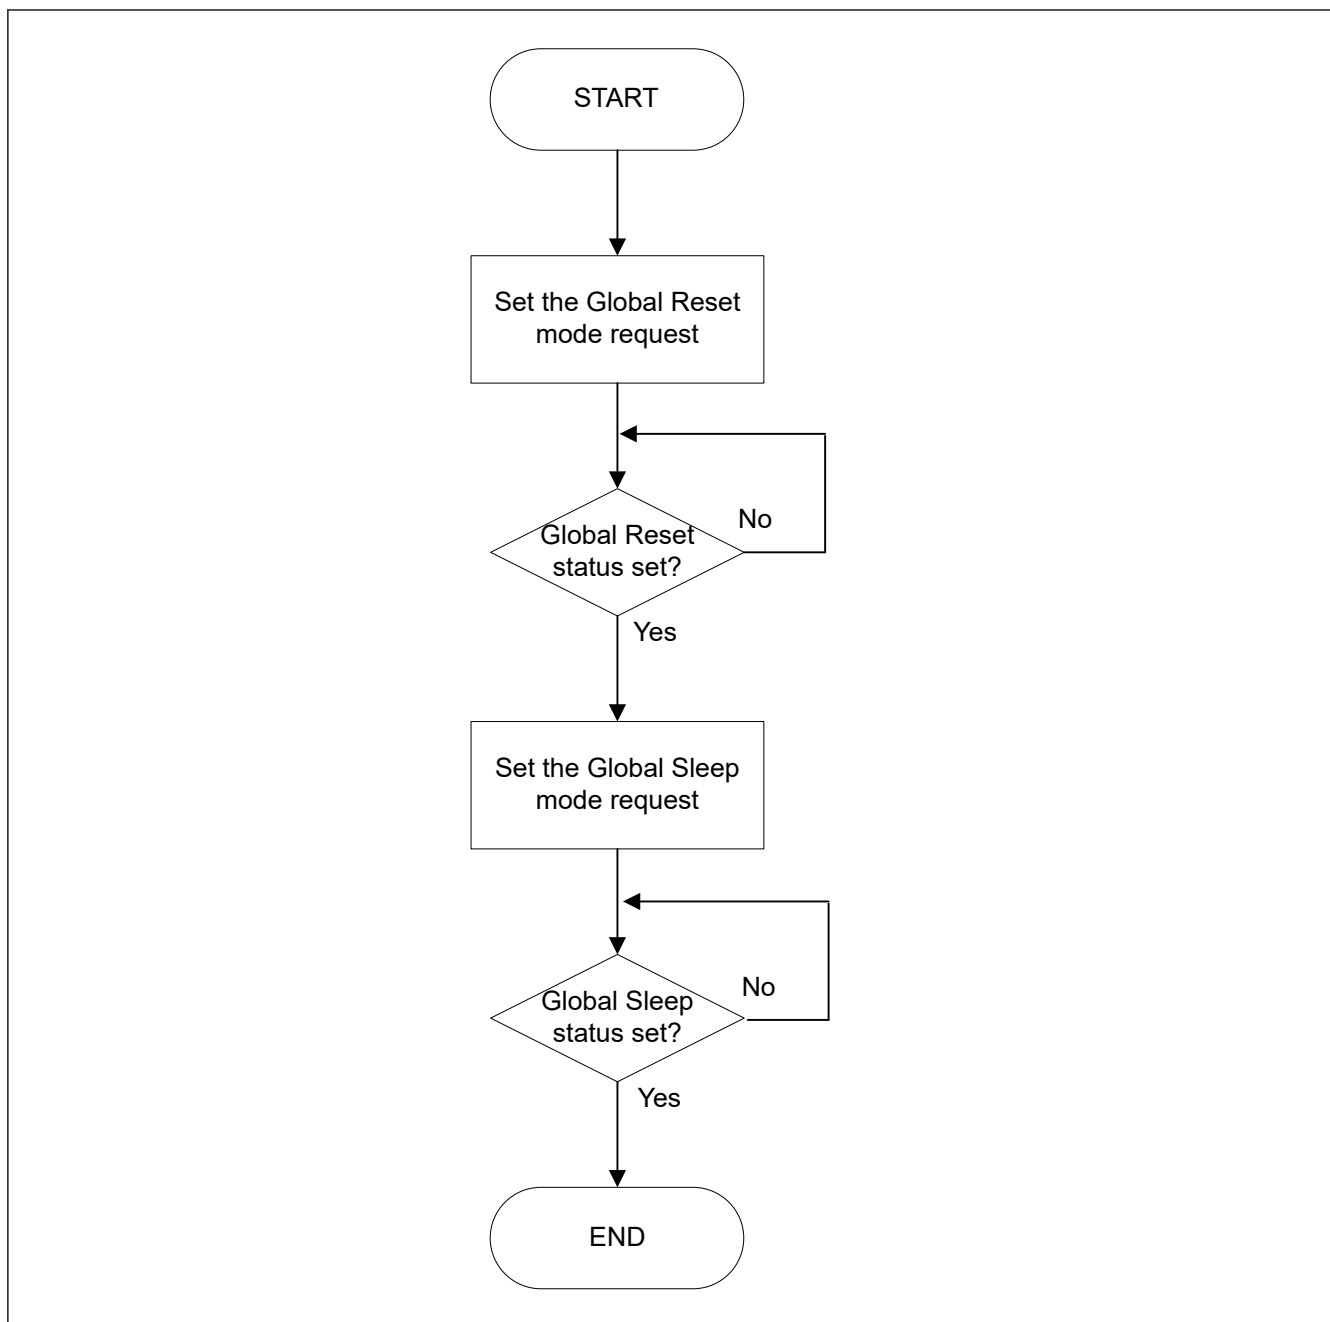 START
Set the Global Reset
mode request
No
Global Reset
status set?
Yes
Set the Global Sleep
mode request
No
Global Sleep
status set?
Yes
END